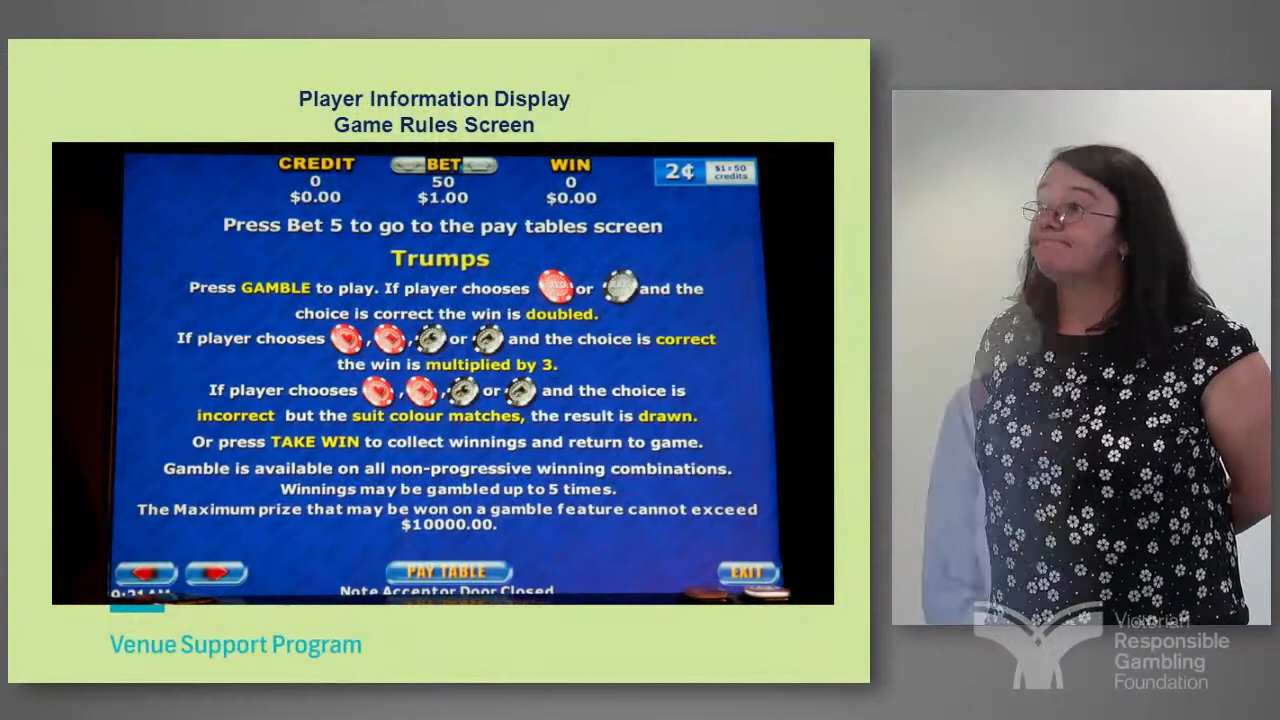 Player Information Display
Game Rules Screen
CREDIT BET WIN
0 50 0
$0.00 $1.00 $0.00
2¢ $1=50 credits
Press Bet 5 to go to the pay tables screen
Trumps
Press GAMBLE to play. If player chooses RED or and the
choice is correct the win is doubled.
If player chooses , , or and the choice is correct
the win is multiplied by 3.
If player chooses , , or and the choice is
incorrect but the suit colour matches, the result is drawn.
Or press TAKE WIN to collect winnings and return to game.
Gamble is available on all non-progressive winning combinations.
Winnings may be gambled up to 5 times.
The Maximum prize that may be won on a gamble feature cannot exceed
$10000.00.
PAY TABLE EXIT
9:21AM Note Acceptor Door Closed
Venue Support Program
Victorian
Responsible
Gambling
Foundation